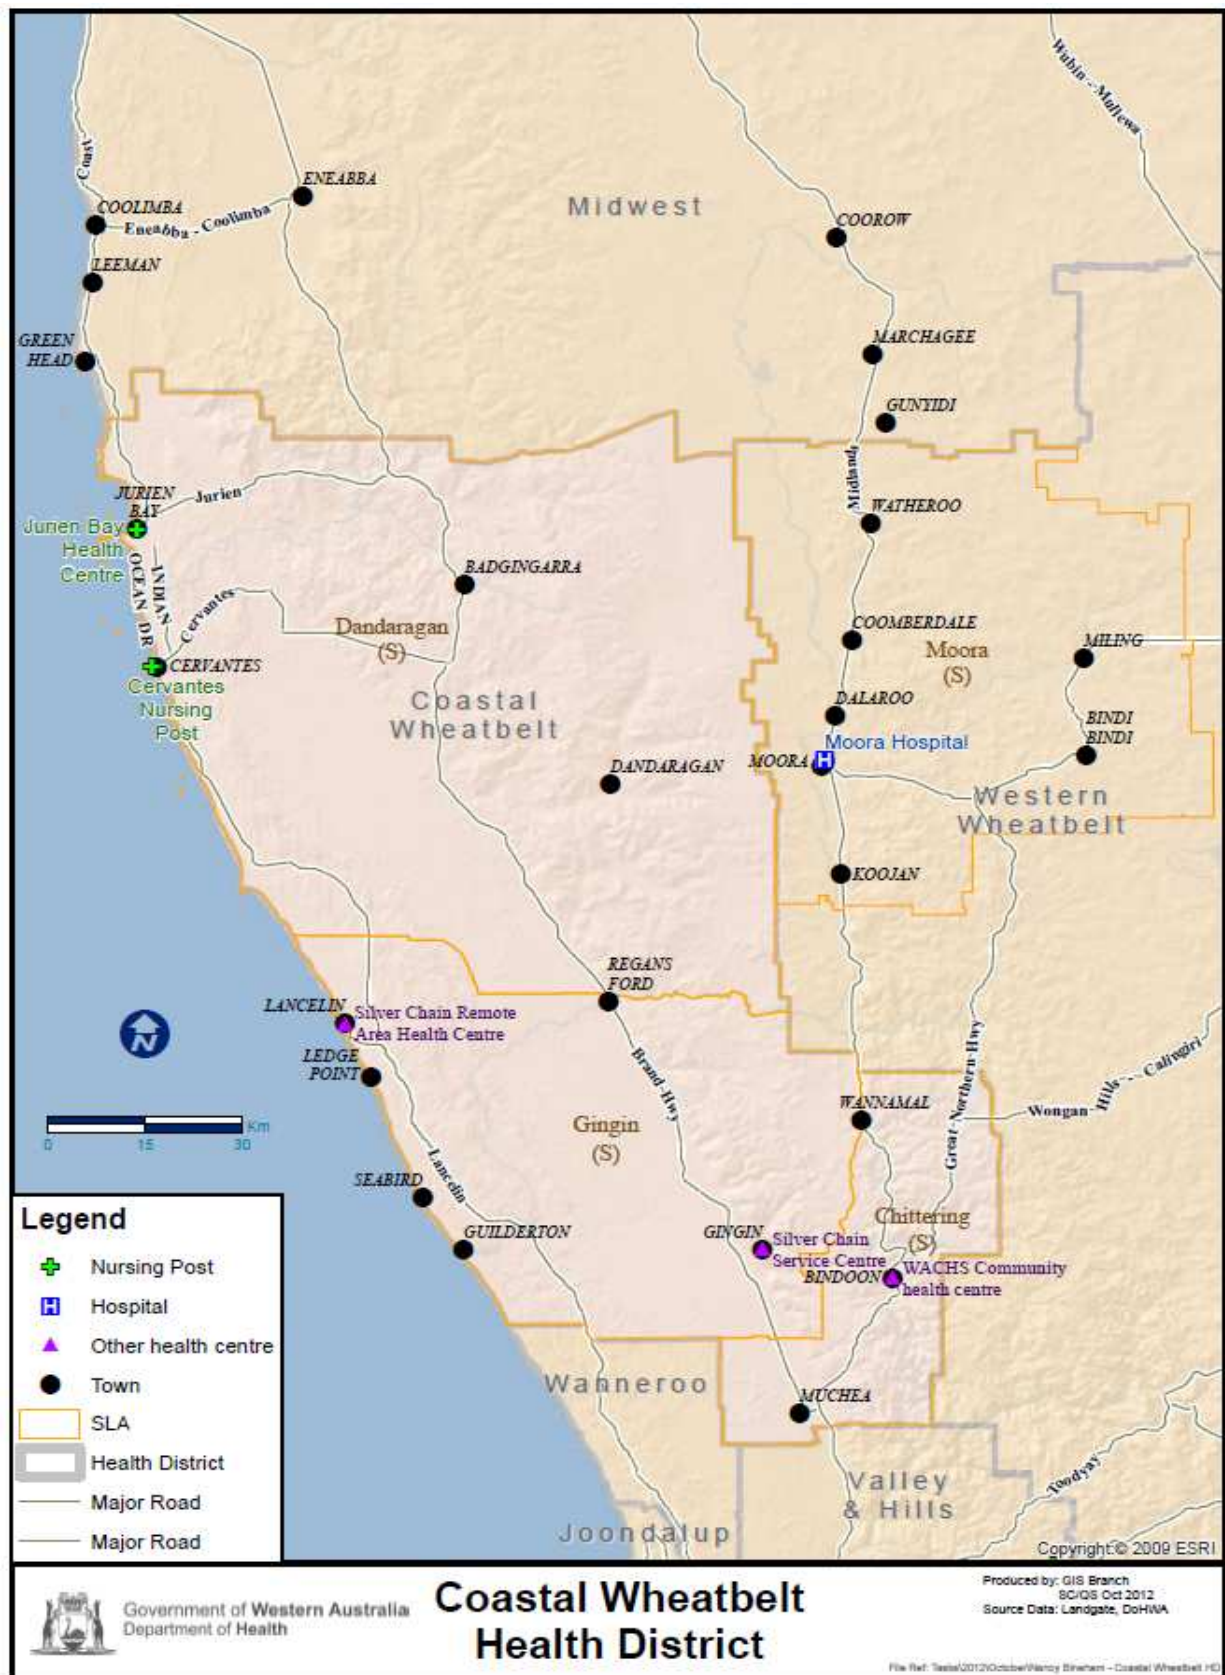 Wubin - Mullewa
Coast
ENEABBA
COOLIMBA
Eneabba - Coolimba
Midwest
COOROW
LEEMAN
GREEN
HEAD
MARCHAGEE
GUNYIDI
Midland
JURIEN
BAY
Jurien
WATHEROO
Jurien Bay
Health
Centre
INDIAN
OCEAN DR
Cervantes
BADGINGARRA
Dandaragan
(S)
COOMBERDALE
Moora
(S)
MILING
CERVANTES
Cervantes
Nursing
Post
Coastal
Wheatbelt
DALAROO
BINDI
BINDI
Moora Hospital
MOORA
H
DANDARAGAN
Western
Wheatbelt
KOOJAN
REGANS
FORD
LANCELIN
Silver Chain Remote
Area Health Centre
N
LEDGE
POINT
Brand Hwy
Great Northern Hwy
Wongan Hills - Calingiri
WANNAMAL
Km
0 15 30
Gingin
(S)
Lancelin
SEABIRD
GUILDERTON
Chittering
(S)
GINGIN
Silver Chain
Service Centre
BINDOON
WACHS Community
health centre
Legend
Nursing Post
H Hospital
Other health centre
Town
SLA
Health District
Major Road
Major Road
Wanneroo
MUCHEA
Toodyay
Valley
& Hills
Joondalup
Copyright:© 2009 ESRI
Government of Western Australia
Department of Health
Coastal Wheatbelt
Health District
Produced by: GIS Branch
SC/QS Oct 2012
Source Data: Landgate, DoHWA